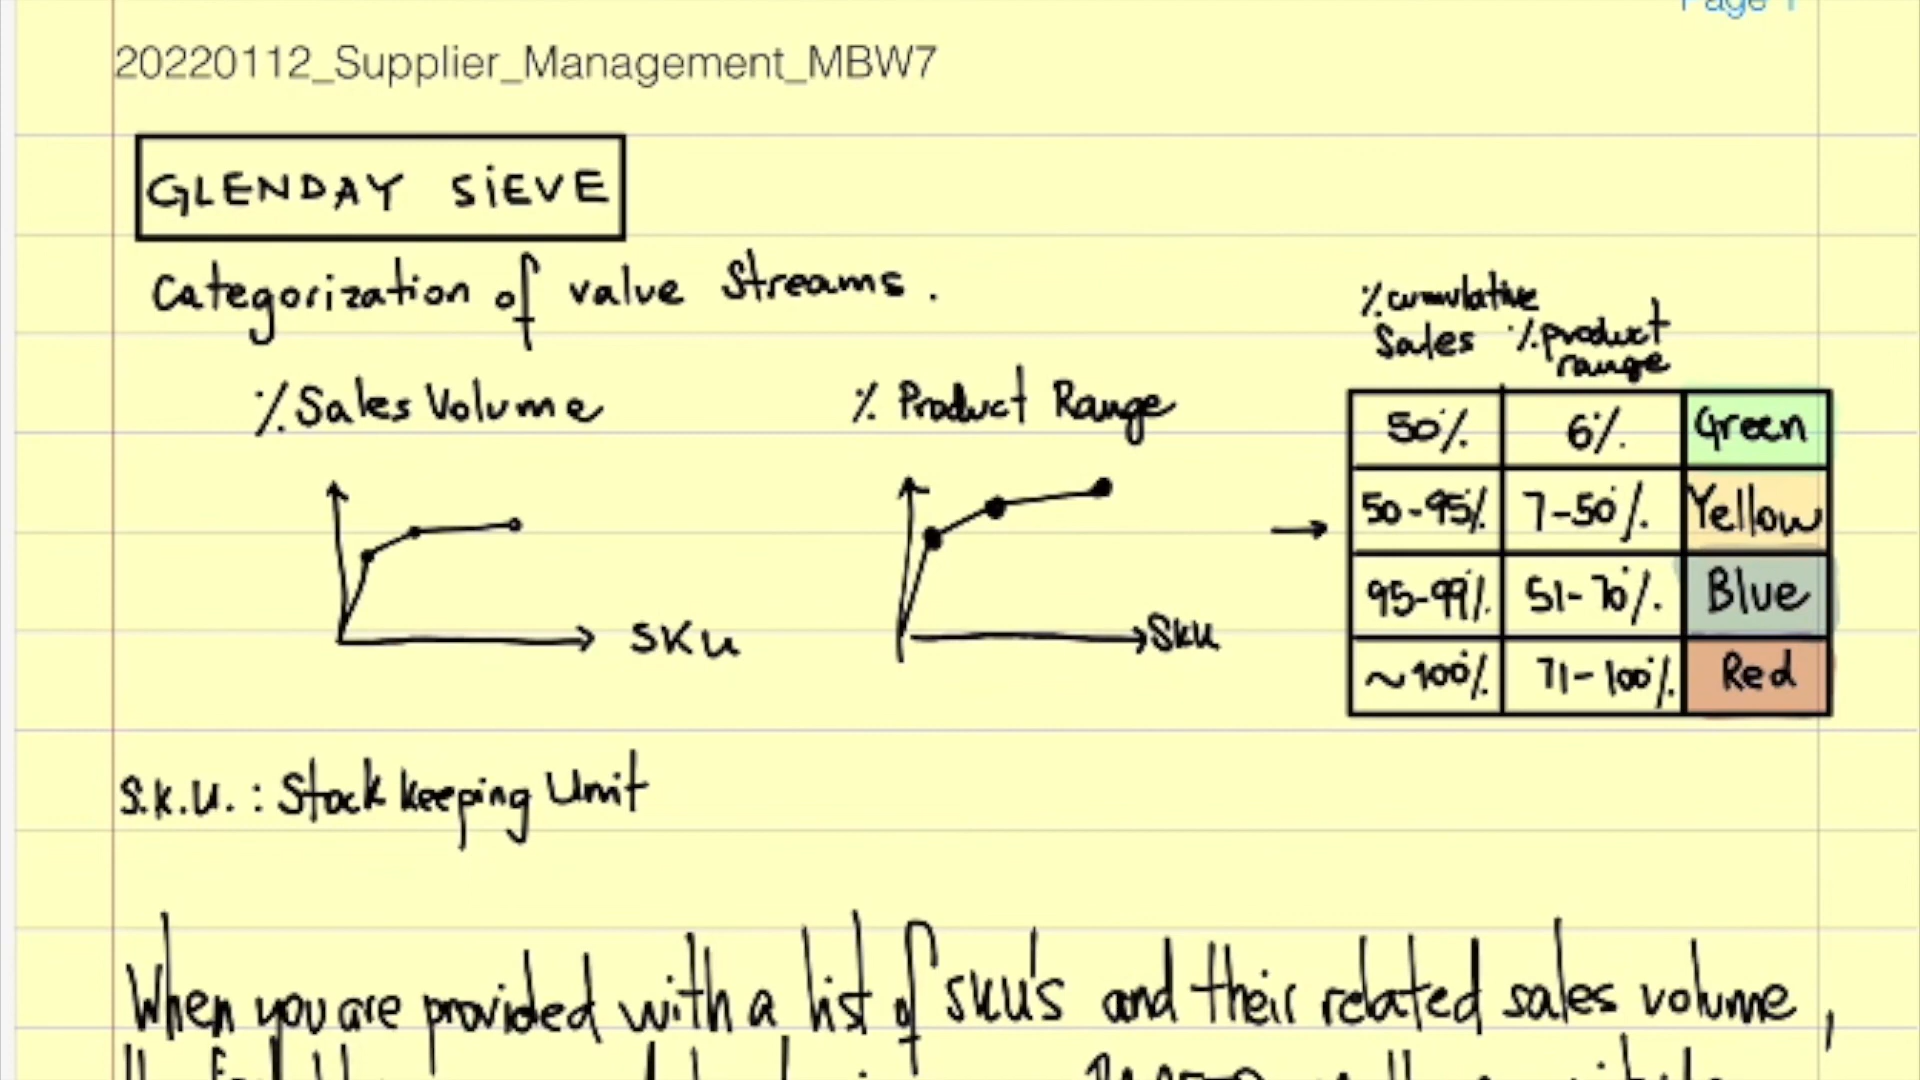 Page 1
20220112_Supplier_Management_MBW7
GLENDAY SIEVE
Categorization of value streams.
% Sales Volume
SKU
% Product Range
SKU
% cumulative Sales
% product range
50% 6% Green
50-95% 7-50% Yellow
95-99% 51-70% Blue
~100% 71-100% Red
S.K.U. : Stock keeping Unit
When you are provided with a list of SKU's and their related sales volume,